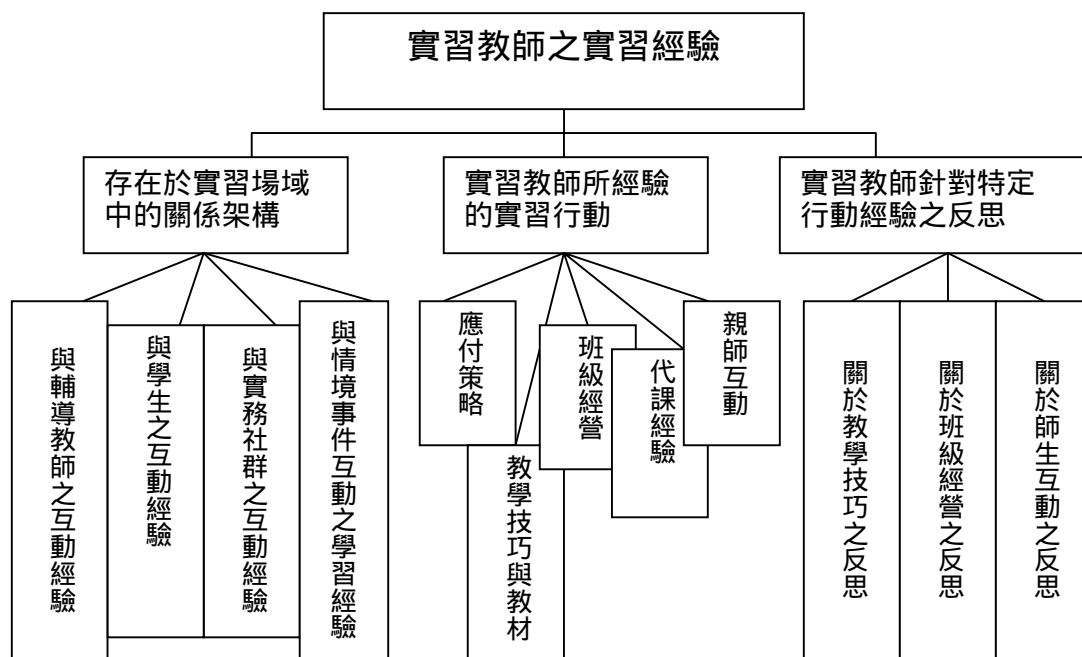 實習教師之實習經驗
存在於實習場域
中的關係架構
實習教師所經驗
的實習行動
實習教師針對特定
行動經驗之反思
與輔導教師之互動經驗
與學生之互動經驗
與實務社群之互動經驗
與情境事件互動之學習經驗
應付策略
教學技巧與教材
班級經營
代課經驗
親師互動
關於教學技巧之反思
關於班級經營之反思
關於師生互動之反思